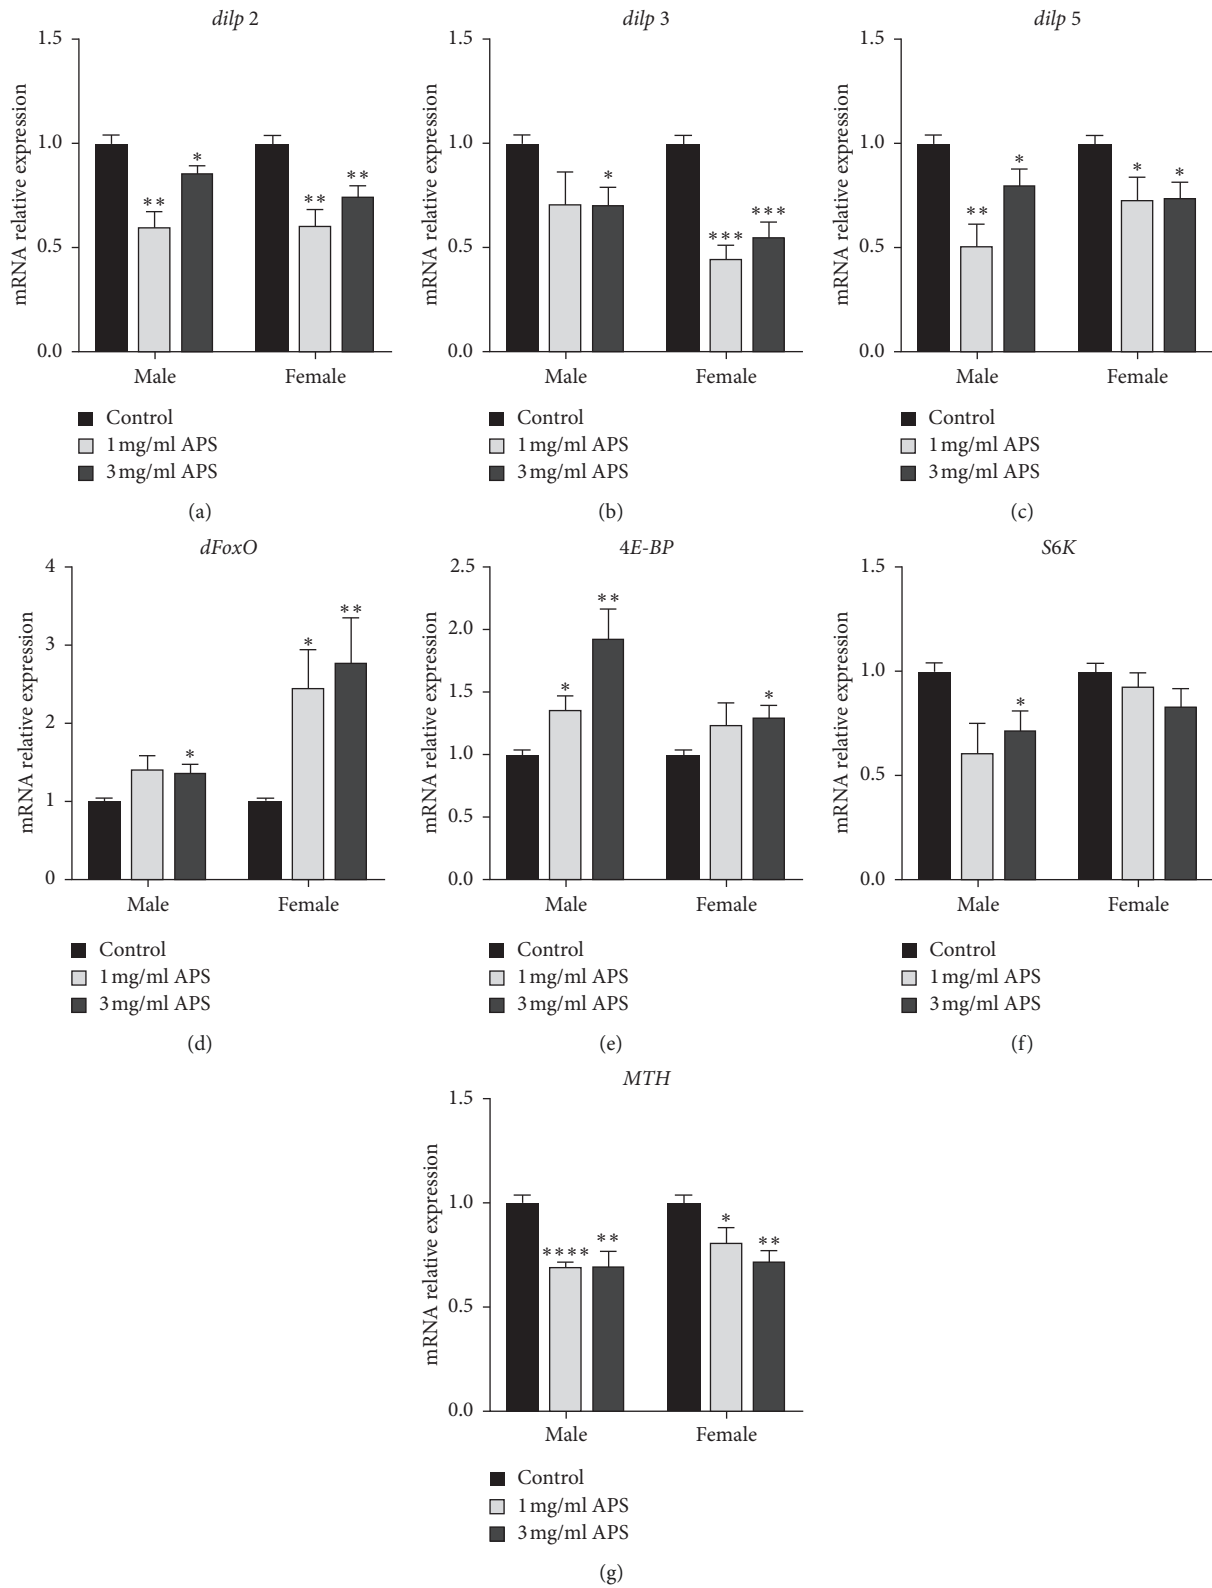 dilp 2
mRNA relative expression
1.5
1.0
0.5
0.0
**
*
**
**
Male
Female
Control
1 mg/ml APS
3 mg/ml APS
(a)
dilp 3
mRNA relative expression
1.5
1.0
0.5
0.0
*
***
***
Male
Female
Control
1 mg/ml APS
3 mg/ml APS
(b)
dilp 5
mRNA relative expression
1.5
1.0
0.5
0.0
**
*
*
*
Male
Female
Control
1 mg/ml APS
3 mg/ml APS
(c)
dFoxO
mRNA relative expression
4
3
2
1
0
*
*
**
Male
Female
Control
1 mg/ml APS
3 mg/ml APS
(d)
4E-BP
mRNA relative expression
2.5
2.0
1.5
1.0
0.5
0.0
*
**
*
Male
Female
Control
1 mg/ml APS
3 mg/ml APS
(e)
S6K
mRNA relative expression
1.5
1.0
0.5
0.0
*
Male
Female
Control
1 mg/ml APS
3 mg/ml APS
(f)
MTH
mRNA relative expression
1.5
1.0
0.5
0.0
****
**
*
**
Male
Female
Control
1 mg/ml APS
3 mg/ml APS
(g)